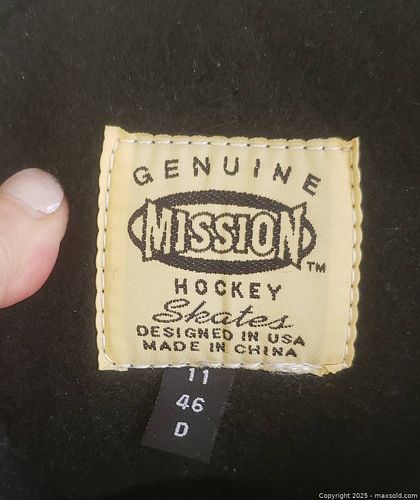 GENUINE
MISSION
TM
HOCKEY
Skates
DESIGNED IN USA
MADE IN CHINA
11
46
D
Copyright 2025 - maxsold.com